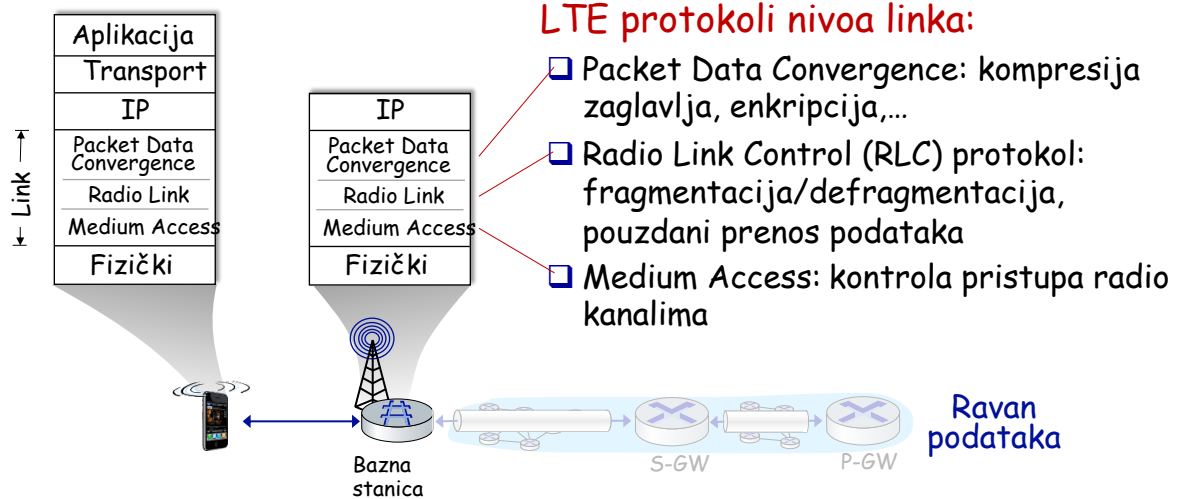 LTE protokoli nivoa linka:
Aplikacija
Transport
IP
Packet Data
Convergence
Radio Link
Medium Access
Fizički
Link
IP
Packet Data
Convergence
Radio Link
Medium Access
Fizički
Packet Data Convergence: kompresija
zaglavlja, enkripcija,…
Radio Link Control (RLC) protokol:
fragmentacija/defragmentacija,
pouzdani prenos podataka
Medium Access: kontrola pristupa radio
kanalima
Bazna
stanica
S-GW
P-GW
Ravan
podataka